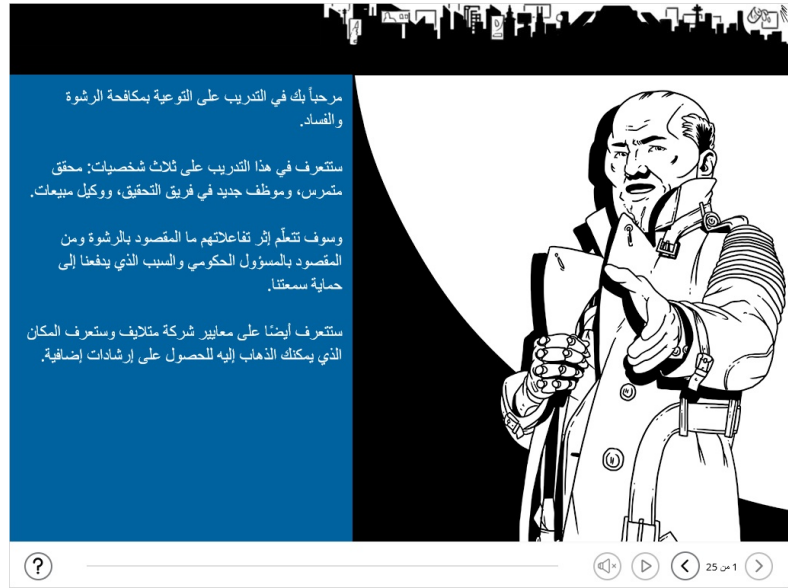 مرحباً بك في التدريب على التوعية بمكافحة الرشوة
والفساد.
ستتعرف في هذا التدريب على ثلاث شخصيات: محقق
متمرس، وموظف جديد في فريق التحقيق، ووكيل مبيعات.
وسوف تتعلّم إثر تفاعلاتهم ما المقصود بالرشوة ومن
المقصود بالمسؤول الحكومي والسبب الذي يدفعنا إلى
حماية سمعتنا.
ستتعرف أيضًا على معايير شركة متلايف وستعرف المكان
الذي يمكنك الذهاب إليه للحصول على إرشادات إضافية.
?
1 من 25